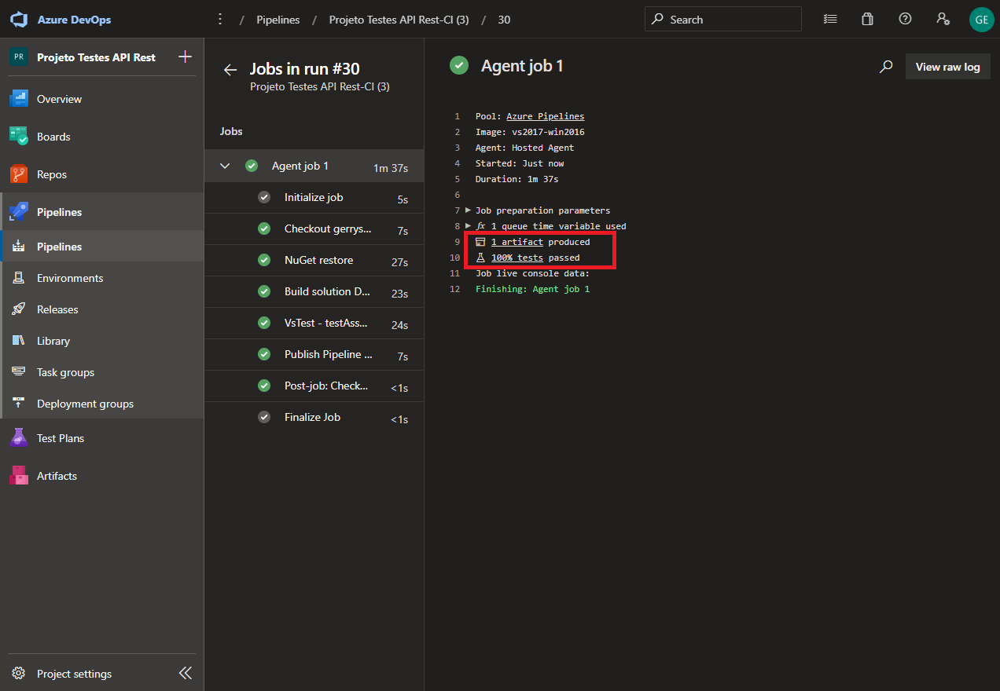 Azure DevOps
/ Pipelines / Projeto Testes API Rest-CI (3) / 30
Search
GE
PR Projeto Testes API Rest
Overview
Boards
Repos
Pipelines
Pipelines
Environments
Releases
Library
Task groups
Deployment groups
Test Plans
Artifacts
Project settings
Jobs in run #30
Projeto Testes API Rest-CI (3)
Jobs
Agent job 1 1m 37s
Initialize job 5s
Checkout gerrys... 7s
NuGet restore 27s
Build solution D... 23s
VsTest - testAss... 24s
Publish Pipeline ... 7s
Post-job: Check... <1s
Finalize Job <1s
Agent job 1
View raw log
1 Pool: Azure Pipelines
2 Image: vs2017-win2016
3 Agent: Hosted Agent
4 Started: Just now
5 Duration: 1m 37s
6
7 Job preparation parameters
8 fx 1 queue time variable used
9 1 artifact produced
10 100% tests passed
11 Job live console data:
12 Finishing: Agent job 1